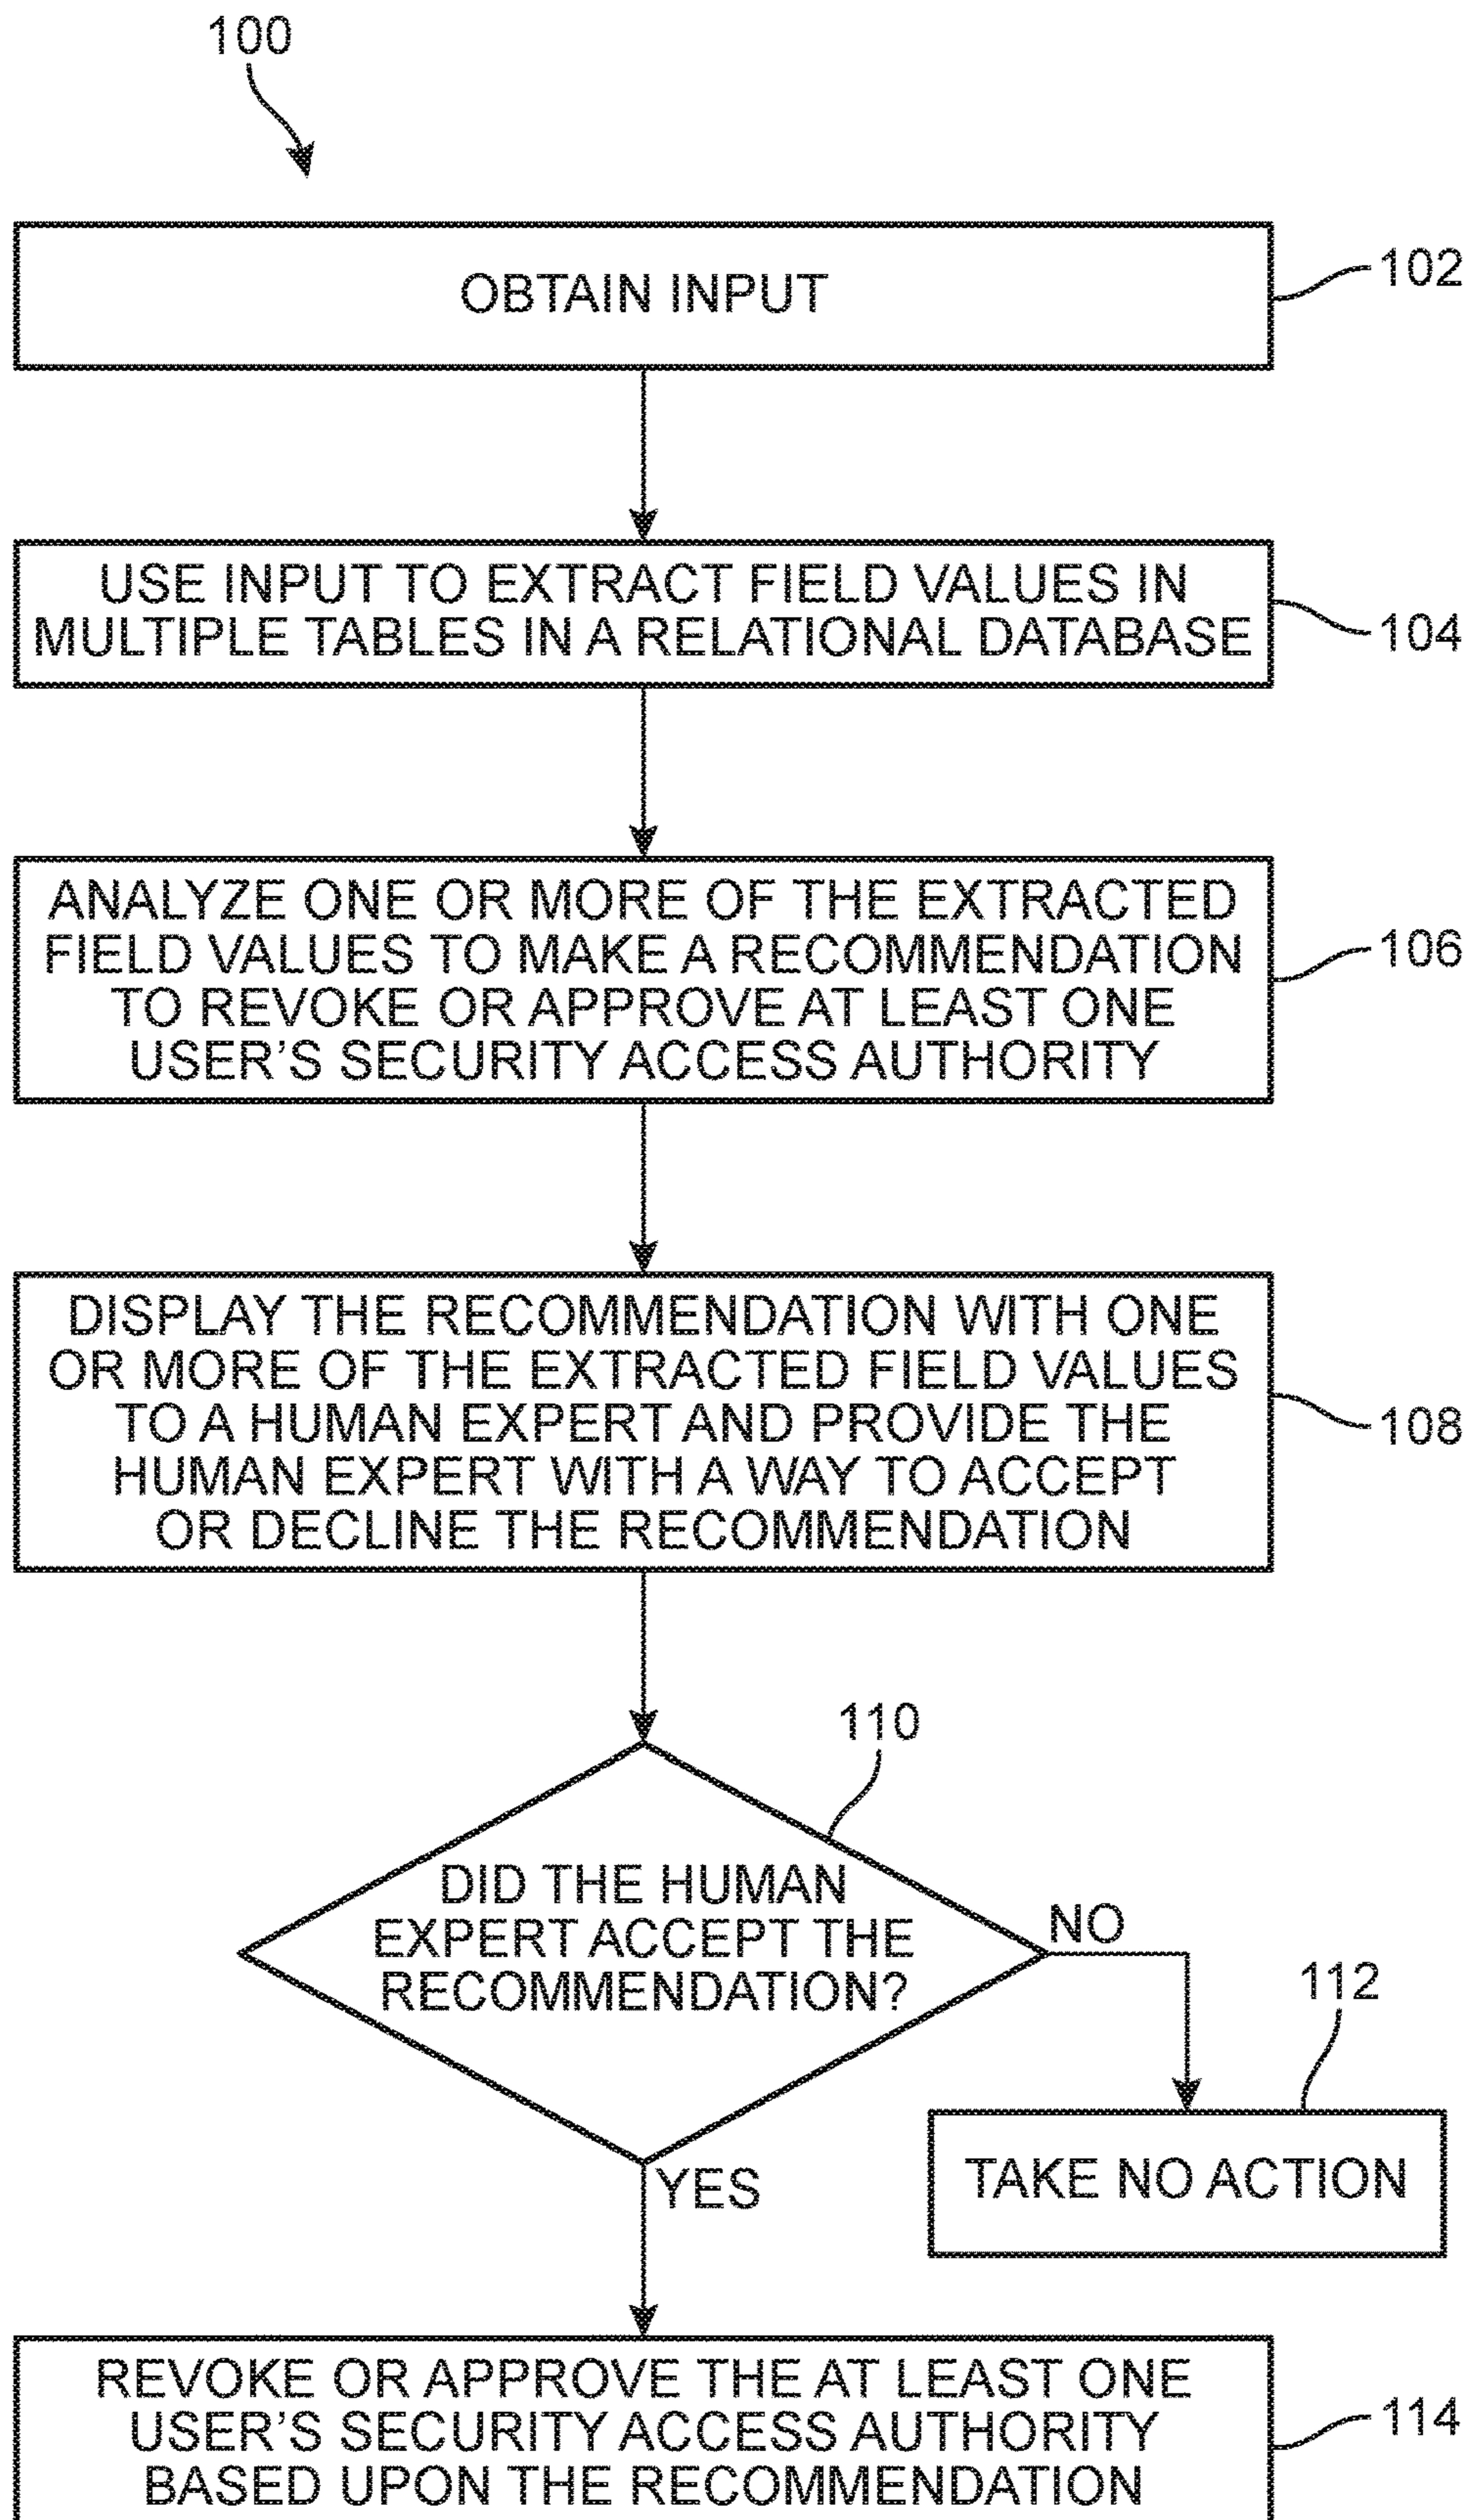 100
OBTAIN INPUT
102
USE INPUT TO EXTRACT FIELD VALUES IN
MULTIPLE TABLES IN A RELATIONAL DATABASE
104
ANALYZE ONE OR MORE OF THE EXTRACTED
FIELD VALUES TO MAKE A RECOMMENDATION
TO REVOKE OR APPROVE AT LEAST ONE
USER'S SECURITY ACCESS AUTHORITY
106
DISPLAY THE RECOMMENDATION WITH ONE
OR MORE OF THE EXTRACTED FIELD VALUES
TO A HUMAN EXPERT AND PROVIDE THE
HUMAN EXPERT WITH A WAY TO ACCEPT
OR DECLINE THE RECOMMENDATION
108
110
DID THE HUMAN
EXPERT ACCEPT THE
RECOMMENDATION?
NO
112
TAKE NO ACTION
YES
REVOKE OR APPROVE THE AT LEAST ONE
USER'S SECURITY ACCESS AUTHORITY
BASED UPON THE RECOMMENDATION
114